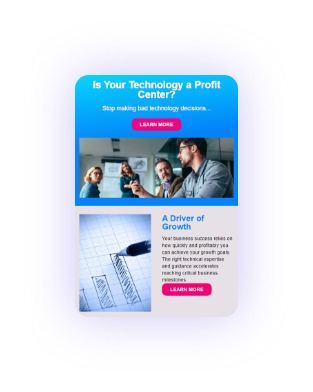 Is Your Technology a Profit
Center?
Stop making bad technology decisions...
LEARN MORE
A Driver of
Growth
Your business success relies on
how quickly and profitably you
can achieve your growth goals.
The right technical expertise
and guidance accelerates
reaching critical business
milestones.
LEARN MORE